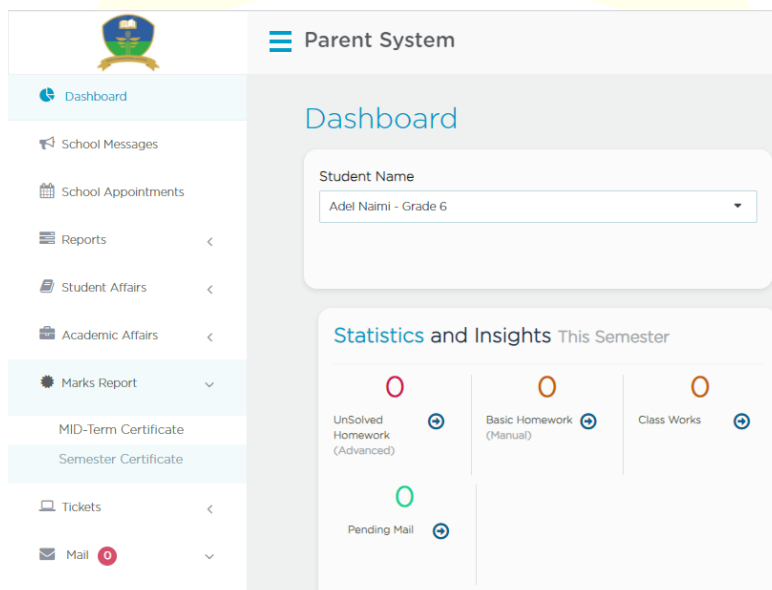 Parent System
Dashboard
School Messages
School Appointments
Reports
Student Affairs
Academic Affairs
Marks Report
MID-Term Certificate
Semester Certificate
Tickets
Mail 0
Dashboard
Student Name
Adel Naimi - Grade 6
Statistics and Insights This Semester
0
UnSolved
Homework
(Advanced)
0
Basic Homework
(Manual)
0
Class Works
0
Pending Mail